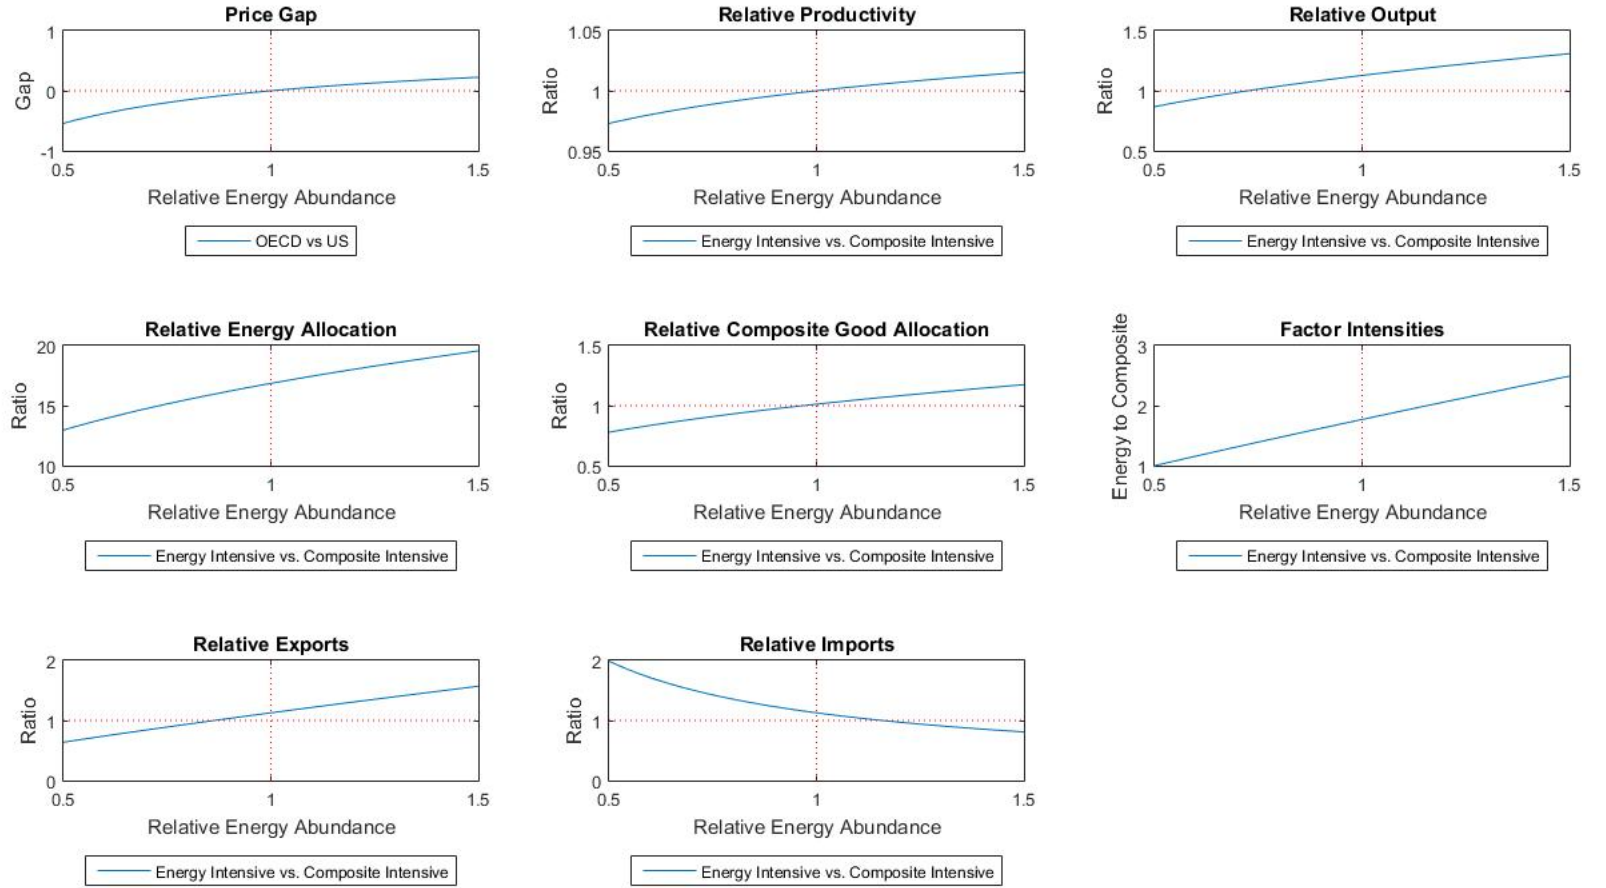 Price Gap
1
0
-1
Gap
0.5
1
1.5
Relative Energy Abundance
OECD vs US
Relative Productivity
1.05
1
0.95
Ratio
0.5
1
1.5
Relative Energy Abundance
Energy Intensive vs. Composite Intensive
Relative Output
1.5
1
0.5
Ratio
0.5
1
1.5
Relative Energy Abundance
Energy Intensive vs. Composite Intensive
Relative Energy Allocation
20
15
10
Ratio
0.5
1
1.5
Relative Energy Abundance
Energy Intensive vs. Composite Intensive
Relative Composite Good Allocation
1.5
1
0.5
Ratio
0.5
1
1.5
Relative Energy Abundance
Energy Intensive vs. Composite Intensive
Factor Intensities
3
2
1
Energy to Composite
0.5
1
1.5
Relative Energy Abundance
Energy Intensive vs. Composite Intensive
Relative Exports
2
1
0
Ratio
0.5
1
1.5
Relative Energy Abundance
Energy Intensive vs. Composite Intensive
Relative Imports
2
1
0
Ratio
0.5
1
1.5
Relative Energy Abundance
Energy Intensive vs. Composite Intensive